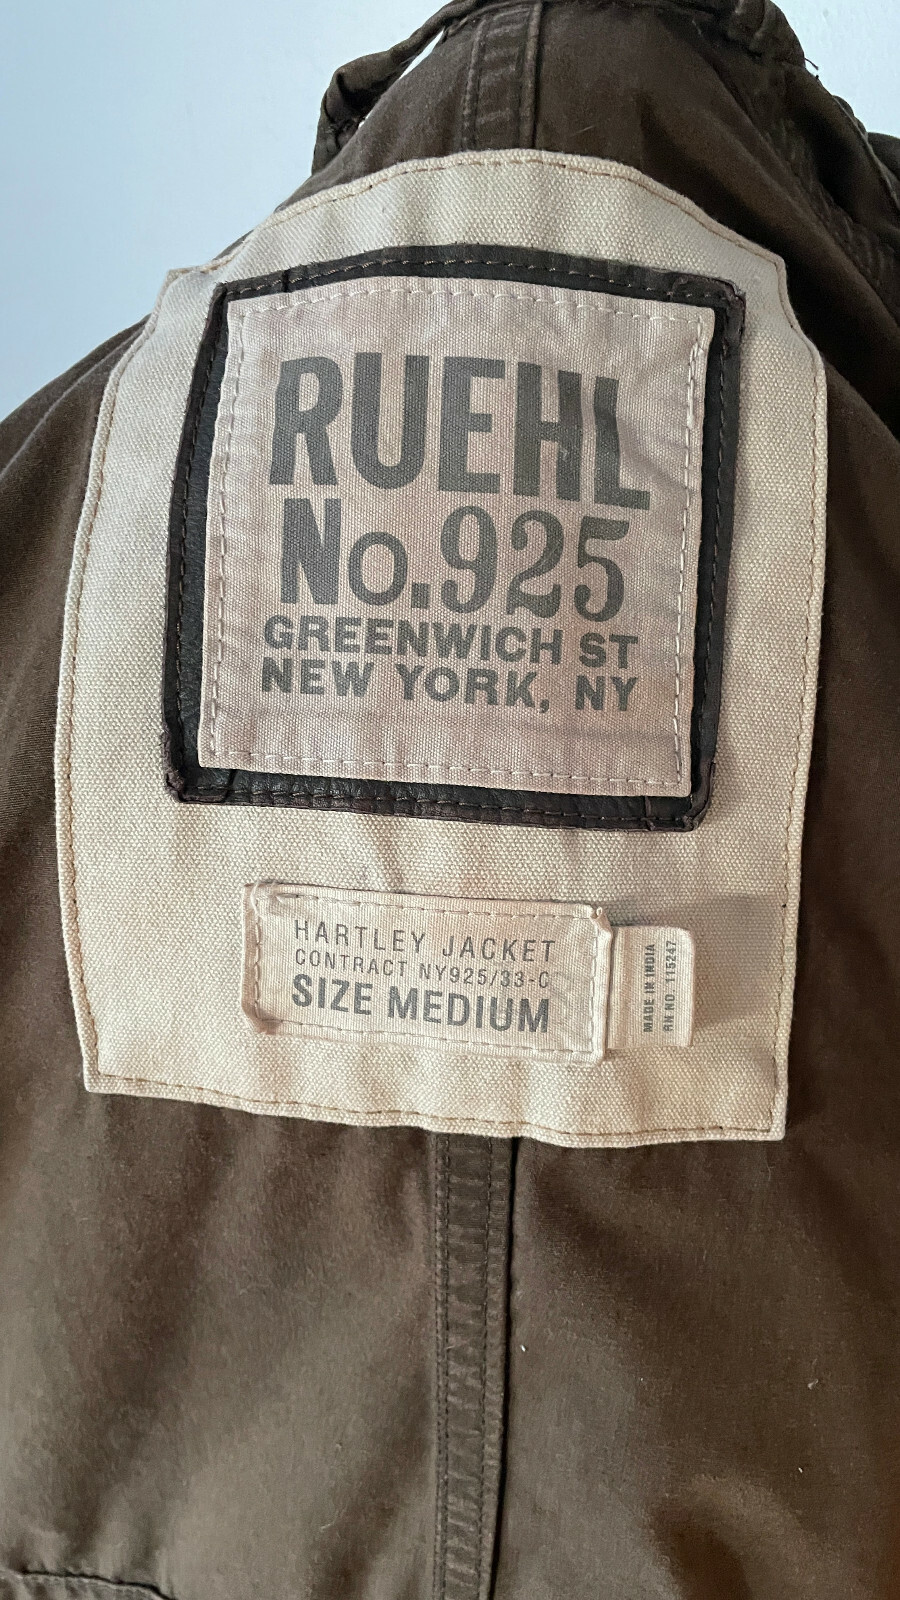 RUEHL
No.925
GREENWICH ST
NEW YORK, NY
HARTLEY JACKET
CONTRACT NY925/33-C
SIZE MEDIUM
MADE IN INDIA
RN NO. 115247